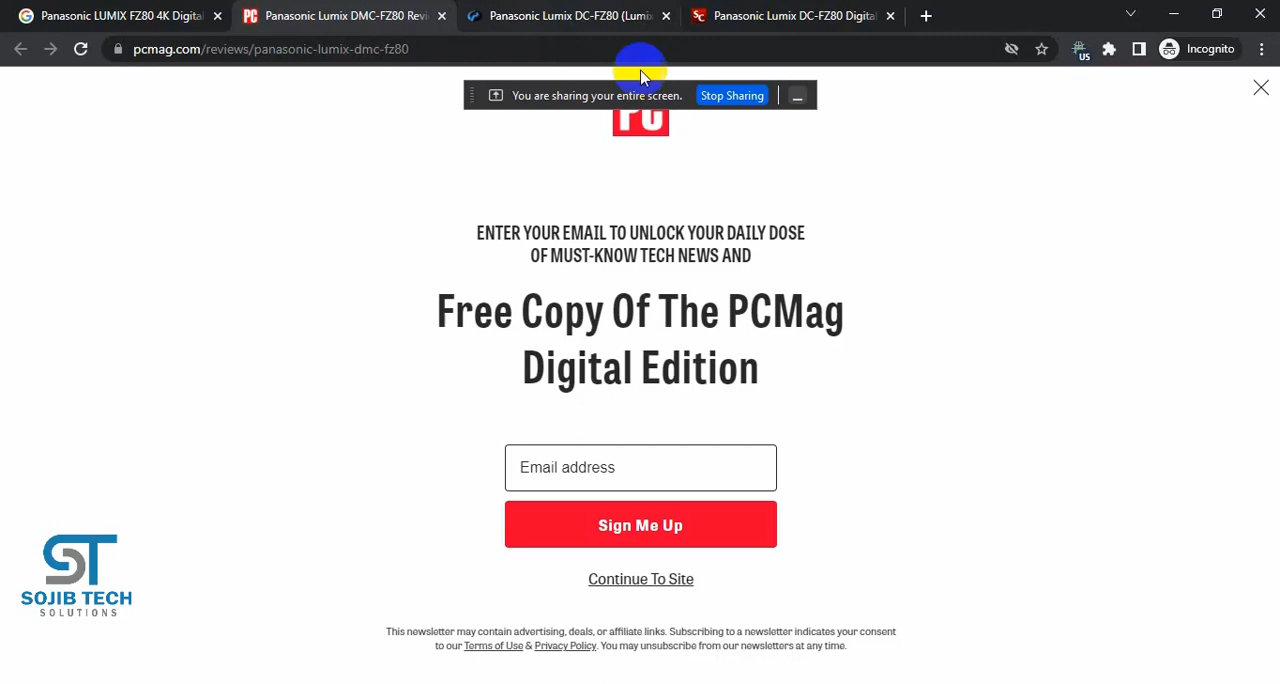 Panasonic LUMIX FZ80 4K Digital
Panasonic Lumix DMC-FZ80 Revi
Panasonic Lumix DC-FZ80 (Lumix
Panasonic Lumix DC-FZ80 Digital
pcmag.com/reviews/panasonic-lumix-dmc-fz80
US
Incognito
You are sharing your entire screen.
Stop Sharing
PC
ENTER YOUR EMAIL TO UNLOCK YOUR DAILY DOSE
OF MUST-KNOW TECH NEWS AND
Free Copy Of The PCMag
Digital Edition
Email address
Sign Me Up
Continue To Site
ST
SOJIB TECH
SOLUTIONS
This newsletter may contain advertising, deals, or affiliate links. Subscribing to a newsletter indicates your consent
to our Terms of Use & Privacy Policy. You may unsubscribe from our newsletters at any time.